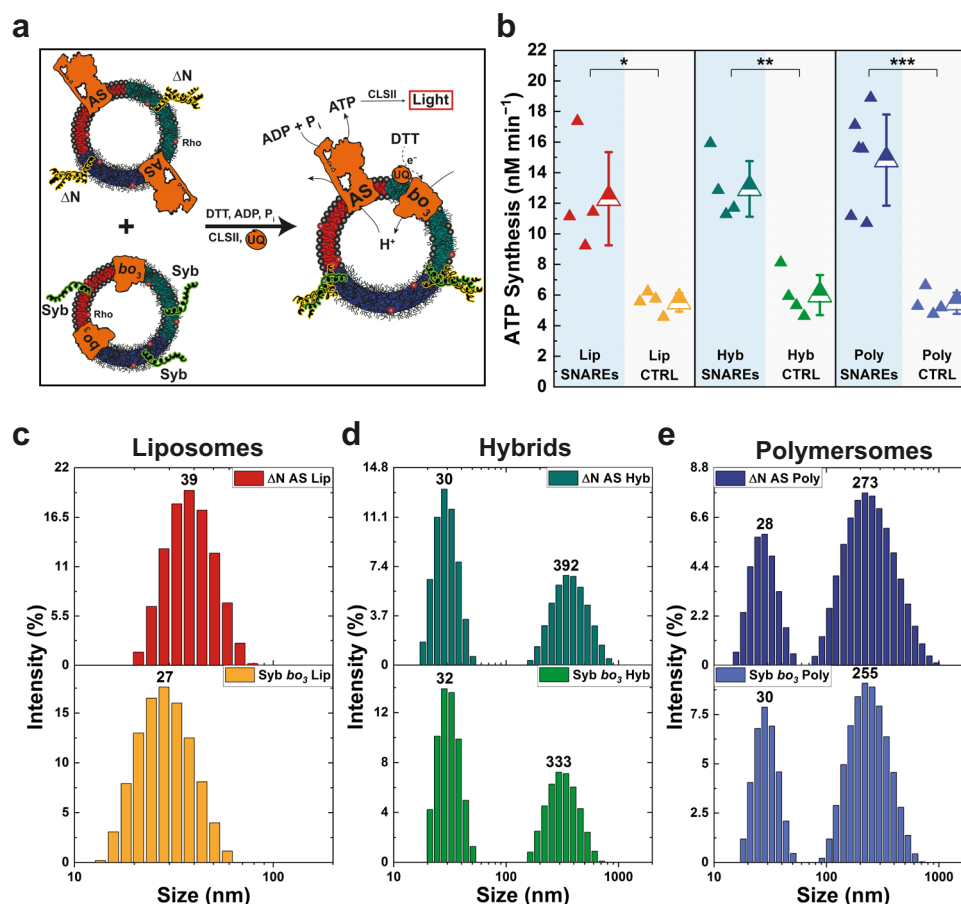 a
ΔN
AS
Rho
AS
ΔN
+
bo₃
Syb
Syb
Rho
bo₃
Syb
DTT, ADP, Pᵢ
CLSII, UQ
ADP + Pᵢ
ATP
CLSII
Light
DTT
e⁻
UQ
AS
bo₃
H⁺
b
ATP Synthesis (nM min⁻¹)
22
20
18
16
14
12
10
8
6
4
2
0
*
**
***
Lip SNAREs
Lip CTRL
Hyb SNAREs
Hyb CTRL
Poly SNAREs
Poly CTRL
c
Liposomes
Intensity (%)
22
16.5
11
5.5
0
39
ΔN AS Lip
15
10
5
0
27
Syb bo₃ Lip
10
100
Size (nm)
d
Hybrids
Intensity (%)
14.8
11.1
7.4
3.7
0
30
392
ΔN AS Hyb
12
8
4
0
32
333
Syb bo₃ Hyb
10
100
1000
Size (nm)
e
Polymersomes
Intensity (%)
8.8
6.6
4.4
2.2
0
28
273
ΔN AS Poly
7.5
5
2.5
0
30
255
Syb bo₃ Poly
10
100
1000
Size (nm)